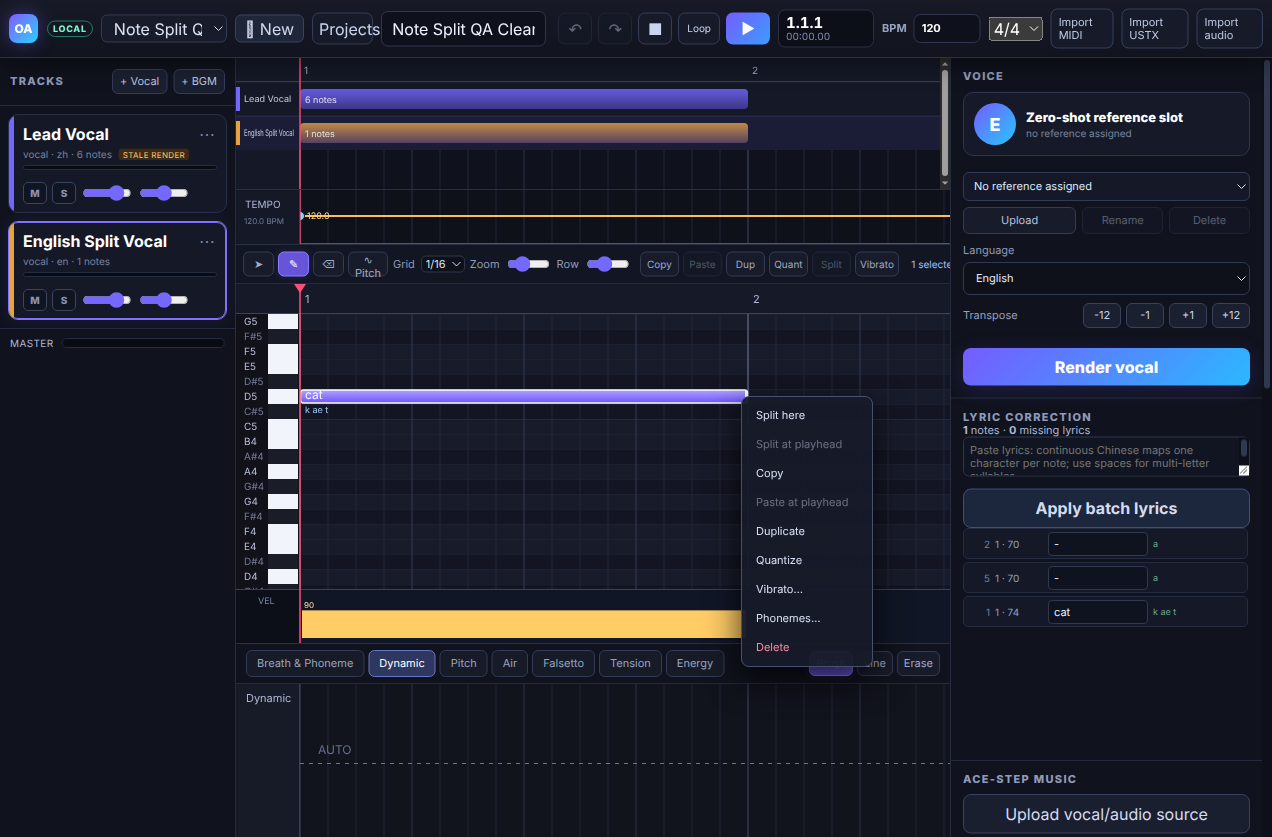 OA LOCAL Note Split Q New Projects Note Split QA Clear Loop 1.1.1 00:00.00 BPM 120 4/4 Import MIDI Import USTX Import audio
TRACKS + Vocal + BGM
Lead Vocal ...
vocal · zh · 6 notes STALE RENDER
M S
English Split Vocal ...
vocal · en · 1 notes
M S
MASTER
1 2
Lead Vocal 6 notes
English Split Vocal 1 notes
TEMPO
120.0 BPM 120.0
Pitch Grid 1/16 Zoom Row Copy Paste Dup Quant Split Vibrato 1 selecte
1 2
G5
F#5
F5
E5
D#5
D5 cat
C#5 k ae t
C5
B4
A#4
A4
G#4
G4
F#4
F4
E4
D#4
D4
Split here
Split at playhead
Copy
Paste at playhead
Duplicate
Quantize
Vibrato...
Phonemes...
Delete
VEL 90
Breath & Phoneme Dynamic Pitch Air Falsetto Tension Energy Erase
Dynamic
AUTO
VOICE
E Zero-shot reference slot
no reference assigned
No reference assigned
Upload Rename Delete
Language
English
Transpose -12 -1 +1 +12
Render vocal
LYRIC CORRECTION
1 notes · 0 missing lyrics
Paste lyrics: continuous Chinese maps one
character per note; use spaces for multi-letter
Apply batch lyrics
2 1 · 70 - a
5 1 · 70 - a
1 1 · 74 cat k ae t
ACE-STEP MUSIC
Upload vocal/audio source